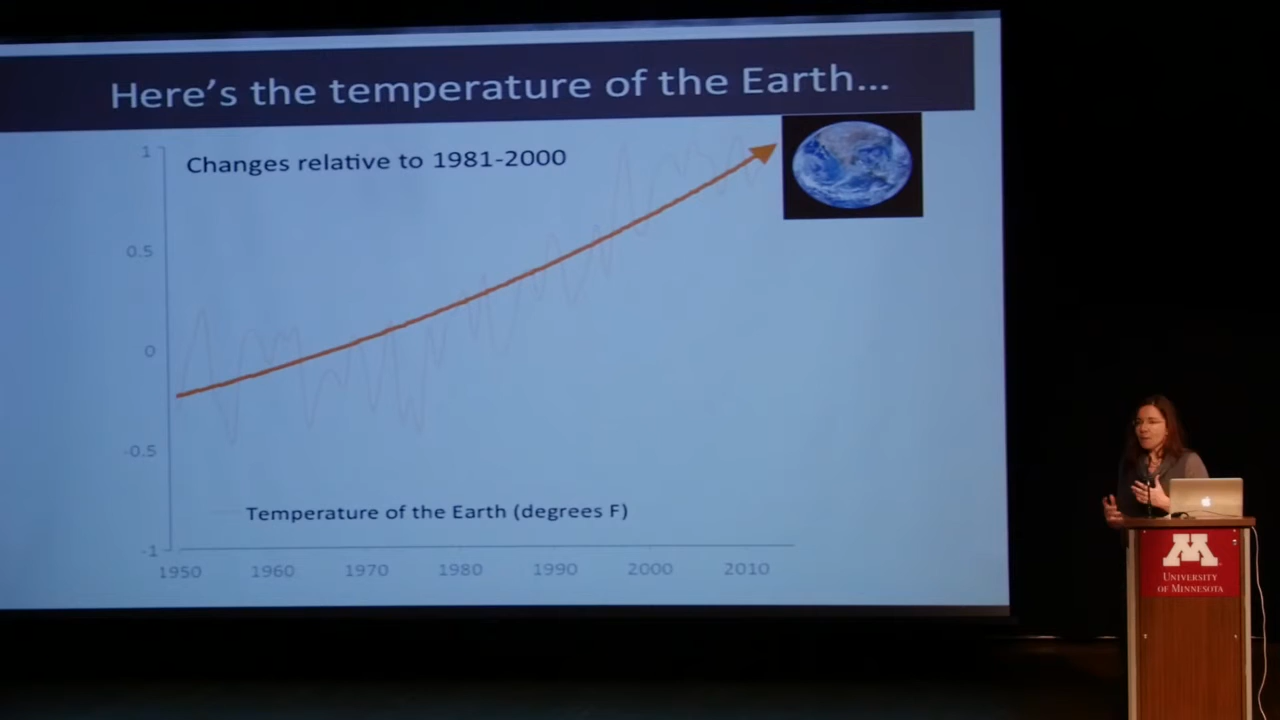 Here's the temperature of the Earth...
Changes relative to 1981-2000
1
0.5
0
-0.5
-1
Temperature of the Earth (degrees F)
1950 1960 1970 1980 1990 2000 2010
M
UNIVERSITY
OF MINNESOTA